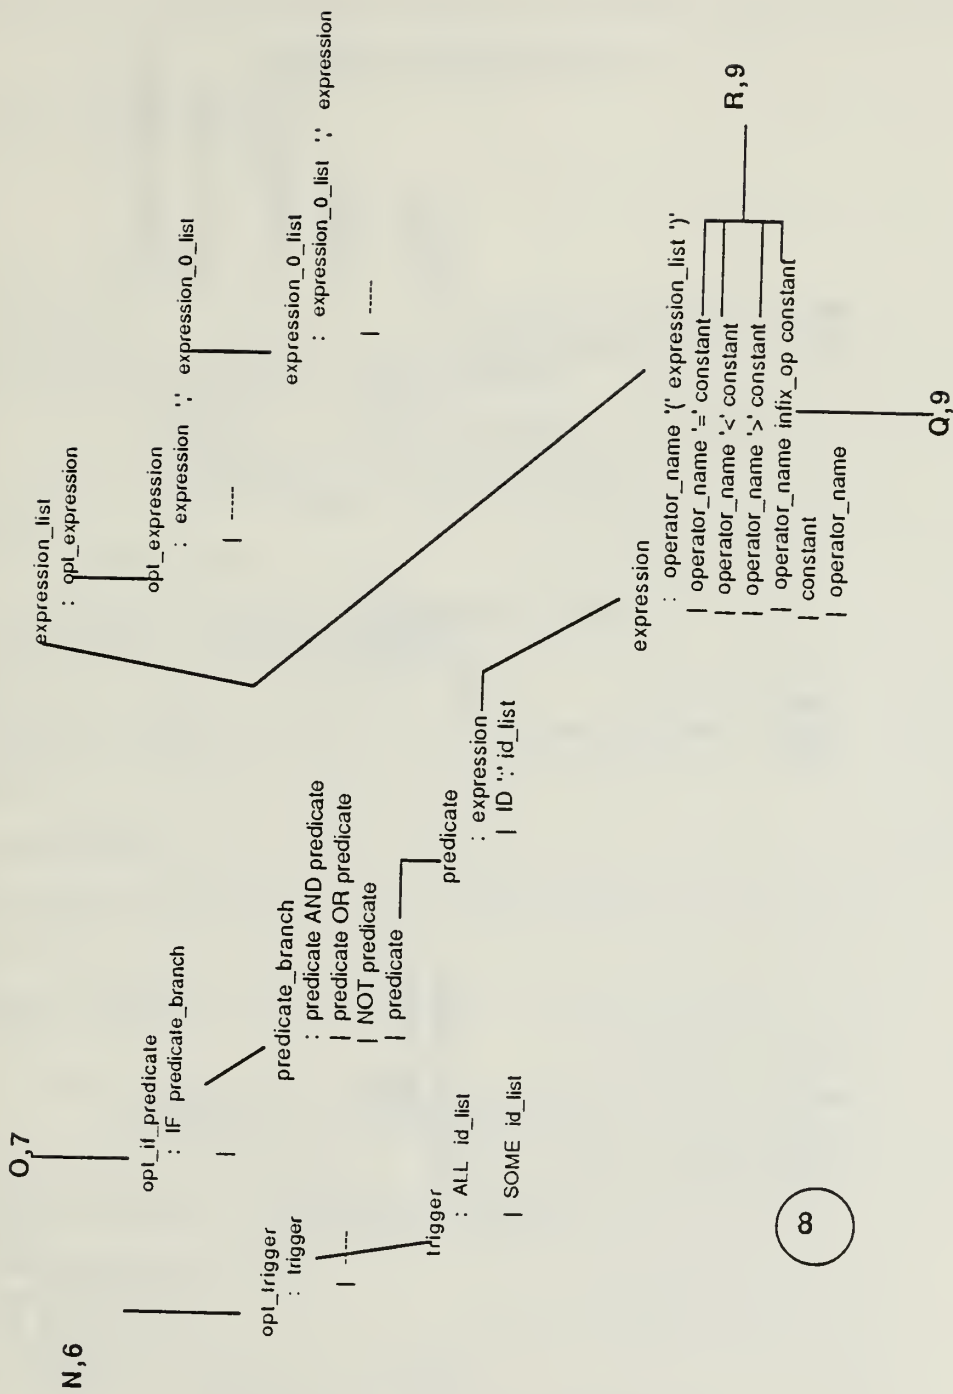 N,6
O,7
opt_trigger
: trigger
| -----
trigger
: ALL id_list
| SOME id_list
opt_if_predicate
: IF predicate_branch
|
predicate_branch
: predicate AND predicate
| predicate OR predicate
| NOT predicate
| predicate
predicate
: expression
| ID ':' id_list
expression_list
: opt_expression
opt_expression
: expression ',' expression_0_list
| -----
expression_0_list
: expression_0_list ',' expression
| -----
expression
: operator_name '(' expression_list ')'
| operator_name '=' constant
| operator_name '<' constant
| operator_name '>' constant
| operator_name infix_op constant
| constant
| operator_name
R,9
Q,9
8